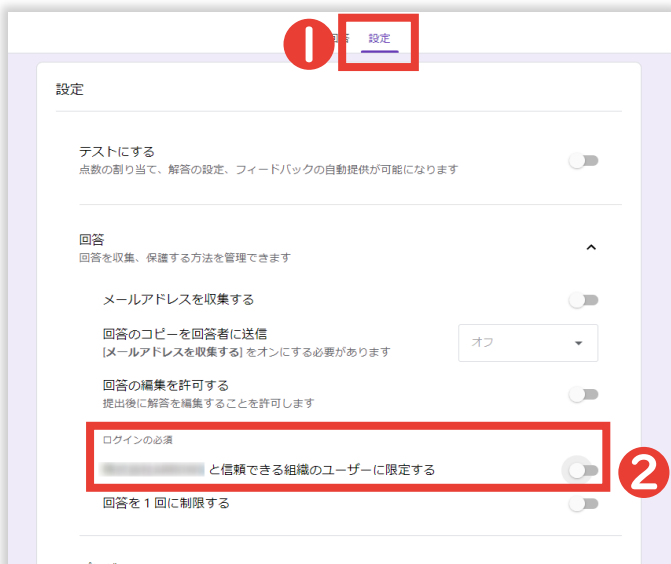 1
回答 設定
設定
テストにする
点数の割り当て、解答の設定、フィードバックの自動提供が可能になります
回答
回答を収集、保護する方法を管理できます
メールアドレスを収集する
回答のコピーを回答者に送信
[メールアドレスを収集する] をオンにする必要があります
オフ
回答の編集を許可する
提出後に解答を編集することを許可します
ログインの必須
と信頼できる組織のユーザーに限定する
2
回答を 1 回に制限する